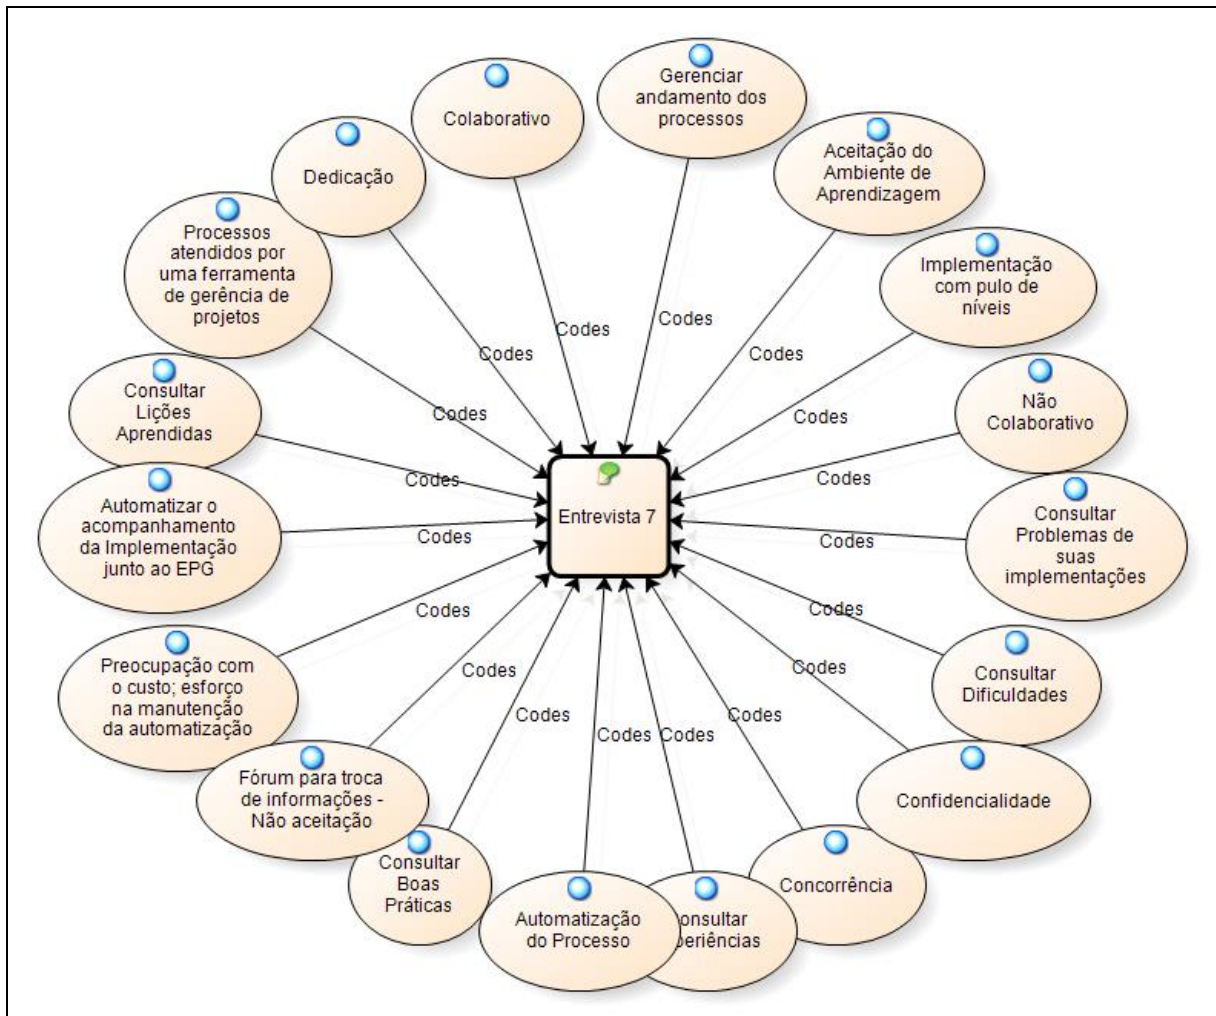 Gerenciar
andamento dos
processos
Colaborativo
Aceitação do
Ambiente de
Aprendizagem
Dedicação
Processos
atendidos por
uma ferramenta
de gerência de
projetos
Implementação
com pulo de
níveis
Codes
Codes
Codes
Codes
Consultar
Lições
Aprendidas
Codes
Codes
Não
Colaborativo
Codes
Codes
Entrevista 7
Automatizar o
acompanhamento
da Implementação
junto ao EPG
Codes
Codes
Consultar
Problemas de
suas
implementações
Codes
Codes
Preocupação com
o custo; esforço
na manutenção
da automatização
Codes
Codes
Consultar
Dificuldades
Codes
Codes
Codes
Codes
Fórum para troca
de informações -
Não aceitação
Confidencialidade
Consultar
Boas
Práticas
Concorrência
Automatização
do Processo